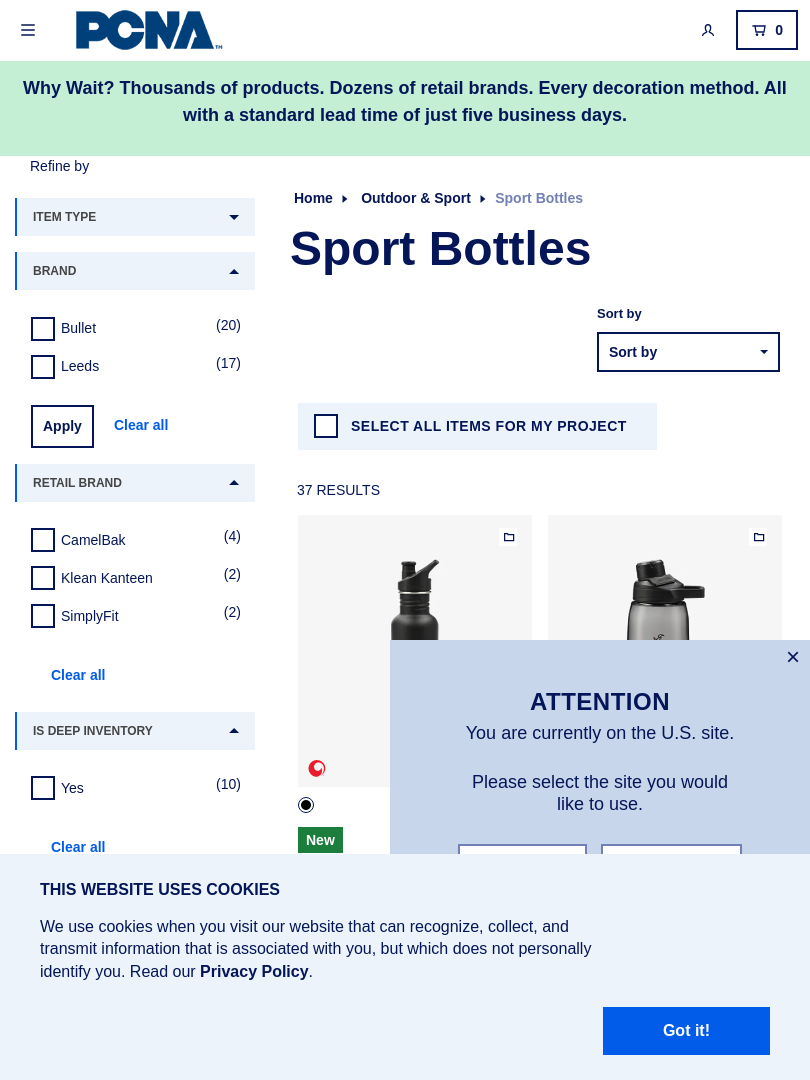 PCNA™
0
Why Wait? Thousands of products. Dozens of retail brands. Every decoration method. All
with a standard lead time of just five business days.
Refine by
ITEM TYPE
BRAND
Bullet
(20)
Leeds
(17)
Apply
Clear all
RETAIL BRAND
CamelBak
(4)
Klean Kanteen
(2)
SimplyFit
(2)
Clear all
IS DEEP INVENTORY
Yes
(10)
Clear all
Home
Outdoor & Sport
Sport Bottles
Sport Bottles
Sort by
Sort by
SELECT ALL ITEMS FOR MY PROJECT
37 RESULTS
New
ATTENTION
You are currently on the U.S. site.
Please select the site you would
like to use.
THIS WEBSITE USES COOKIES
We use cookies when you visit our website that can recognize, collect, and
transmit information that is associated with you, but which does not personally
identify you. Read our Privacy Policy.
Got it!